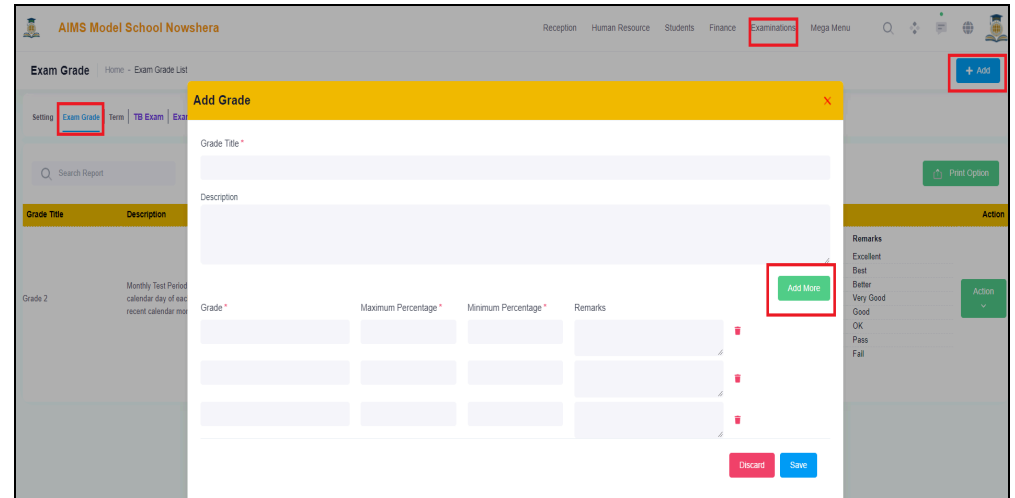 AIMS Model School Nowshera
Reception Human Resource Students Finance Examinations Mega Menu
Exam Grade Home - Exam Grade List
+ Add
Setting Exam Grade Term TB Exam Exa
Search Report
Print Option
Grade Title Description Action
Grade 2
Monthly Test Period
calendar day of eac
recent calendar mor
Remarks
Excellent
Best
Better
Very Good
Good
OK
Pass
Fail
Action
Add Grade X
Grade Title *
Description
Add More
Grade * Maximum Percentage * Minimum Percentage * Remarks
Discard Save